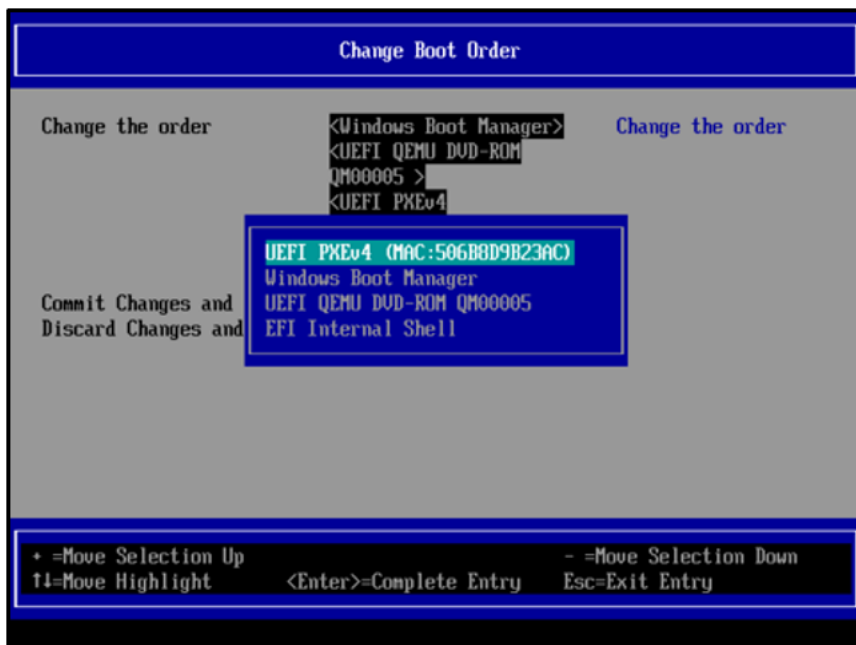 Change Boot Order
Change the order <Windows Boot Manager> Change the order
<UEFI QEMU DVD-ROM
QM00005 >
<UEFI PXEv4
UEFI PXEv4 (MAC:506B8D9B23AC)
Windows Boot Manager
Commit Changes and UEFI QEMU DVD-ROM QM00005
Discard Changes and EFI Internal Shell
+ =Move Selection Up - =Move Selection Down
↑↓=Move Highlight <Enter>=Complete Entry Esc=Exit Entry